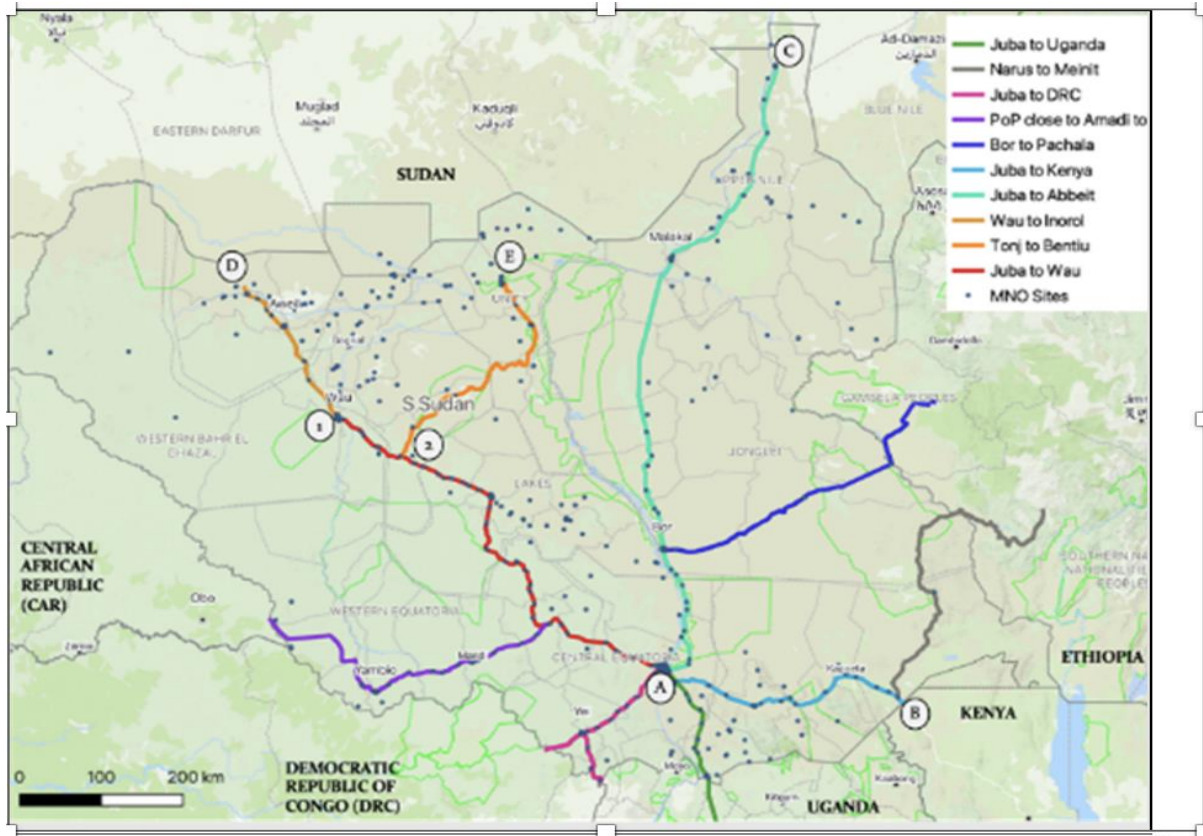 Nyala
نيالا
Ad-Damazin
الدمازين
C
Juba to Uganda
Narus to Meinit
Juba to DRC
PoP close to Amadi to
Bor to Pachala
Juba to Kenya
Juba to Abbeit
Wau to Inorol
Tonj to Bentiu
Juba to Wau
MNO Sites
Muglad
المجلد
Kaduqli
كادوقلي
BLUE NILE
EASTERN DARFUR
SUDAN
Malakal
D
E
UNITY
Wau
S Sudan
1
2
WESTERN BAHR EL
GHAZAL
JONGLEI
LAKES
Bor
CENTRAL
AFRICAN
REPUBLIC
(CAR)
Obo
WESTERN EQUATORIA
CENTRAL EQUATORIA
Yambio
Yei
A
Kapoeta
B
ETHIOPIA
KENYA
0 100 200 km
DEMOCRATIC
REPUBLIC OF
CONGO (DRC)
UGANDA